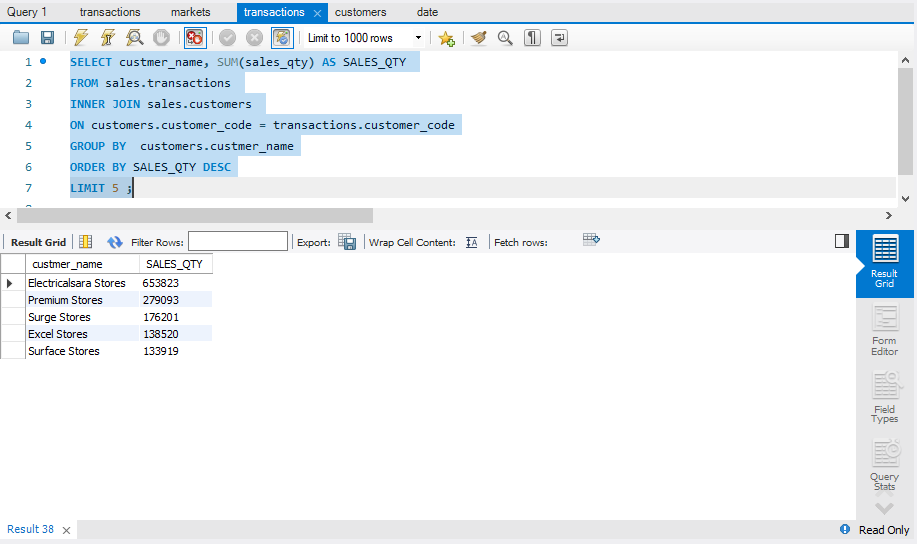 Query 1 transactions markets transactions customers date
Limit to 1000 rows
1 SELECT custmer_name, SUM(sales_qty) AS SALES_QTY
2 FROM sales.transactions
3 INNER JOIN sales.customers
4 ON customers.customer_code = transactions.customer_code
5 GROUP BY  customers.custmer_name
6 ORDER BY SALES_QTY DESC
7 LIMIT 5 ;
Result Grid Filter Rows: Export: Wrap Cell Content: Fetch rows:
custmer_name SALES_QTY
Electricalsara Stores 653823
Premium Stores 279093
Surge Stores 176201
Excel Stores 138520
Surface Stores 133919
Result
Grid
Form
Editor
Field
Types
Query
Stats
Result 38 Read Only